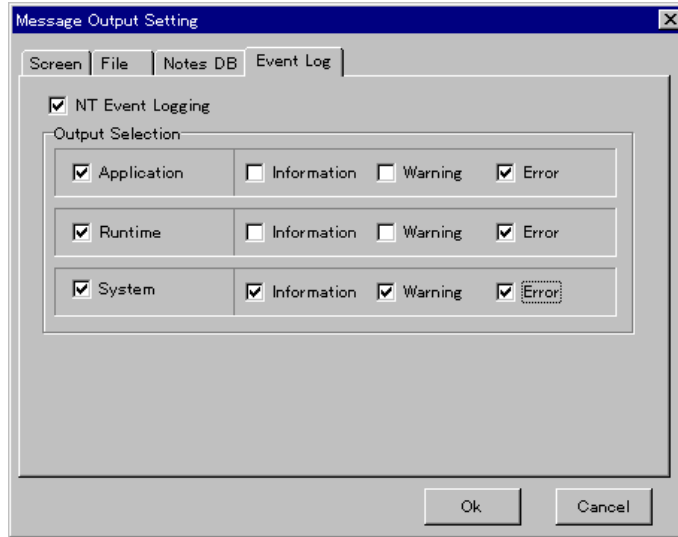 Message Output Setting
Screen File Notes DB Event Log
NT Event Logging
Output Selection
Application Information Warning Error
Runtime Information Warning Error
System Information Warning Error
Ok Cancel